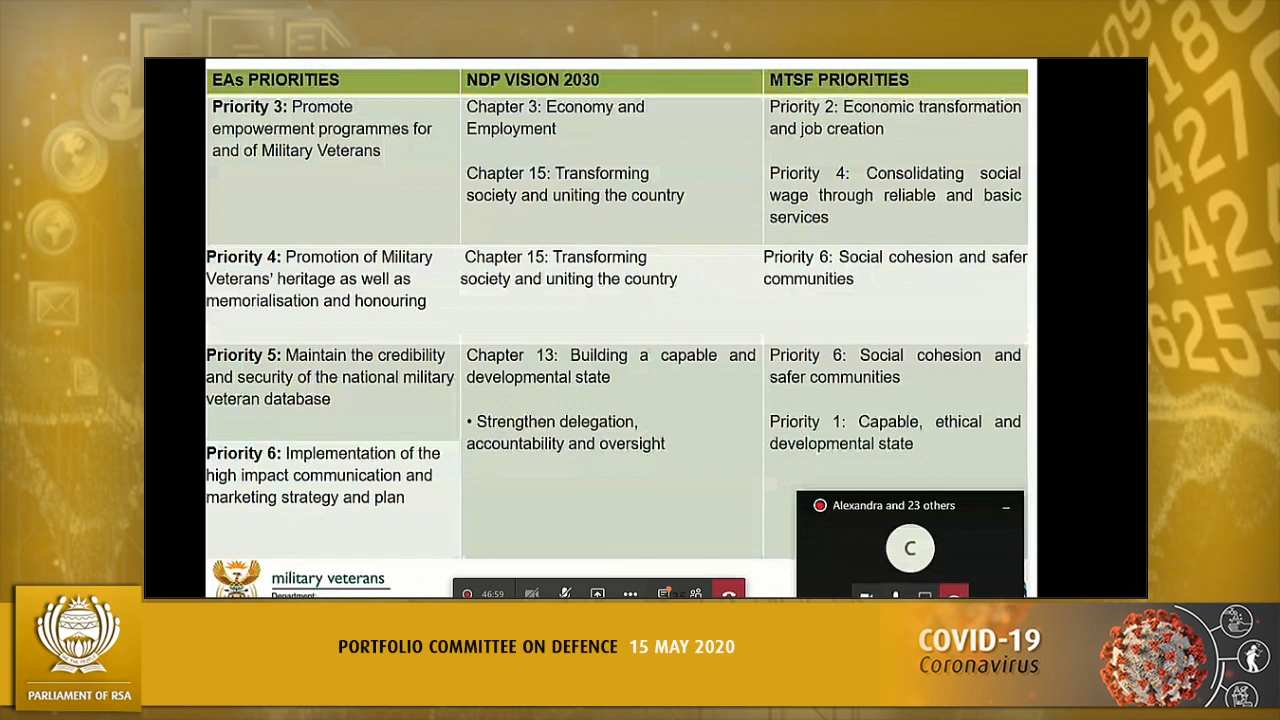 EAs PRIORITIES
NDP VISION 2030
MTSF PRIORITIES
Priority 3: Promote
empowerment programmes for
and of Military Veterans
Chapter 3: Economy and
Employment
Chapter 15: Transforming
society and uniting the country
Priority 2: Economic transformation
and job creation
Priority 4: Consolidating social
wage through reliable and basic
services
Priority 4: Promotion of Military
Veterans' heritage as well as
memorialisation and honouring
Chapter 15: Transforming
society and uniting the country
Priority 6: Social cohesion and safer
communities
Priority 5: Maintain the credibility
and security of the national military
veteran database
Chapter 13: Building a capable and
developmental state
• Strengthen delegation,
accountability and oversight
Priority 6: Social cohesion and
safer communities
Priority 1: Capable, ethical and
developmental state
Priority 6: Implementation of the
high impact communication and
marketing strategy and plan
Alexandra and 23 others
C
military veterans
Department:
46:59
PORTFOLIO COMMITTEE ON DEFENCE 15 MAY 2020
COVID-19
Coronavirus
PARLIAMENT OF RSA